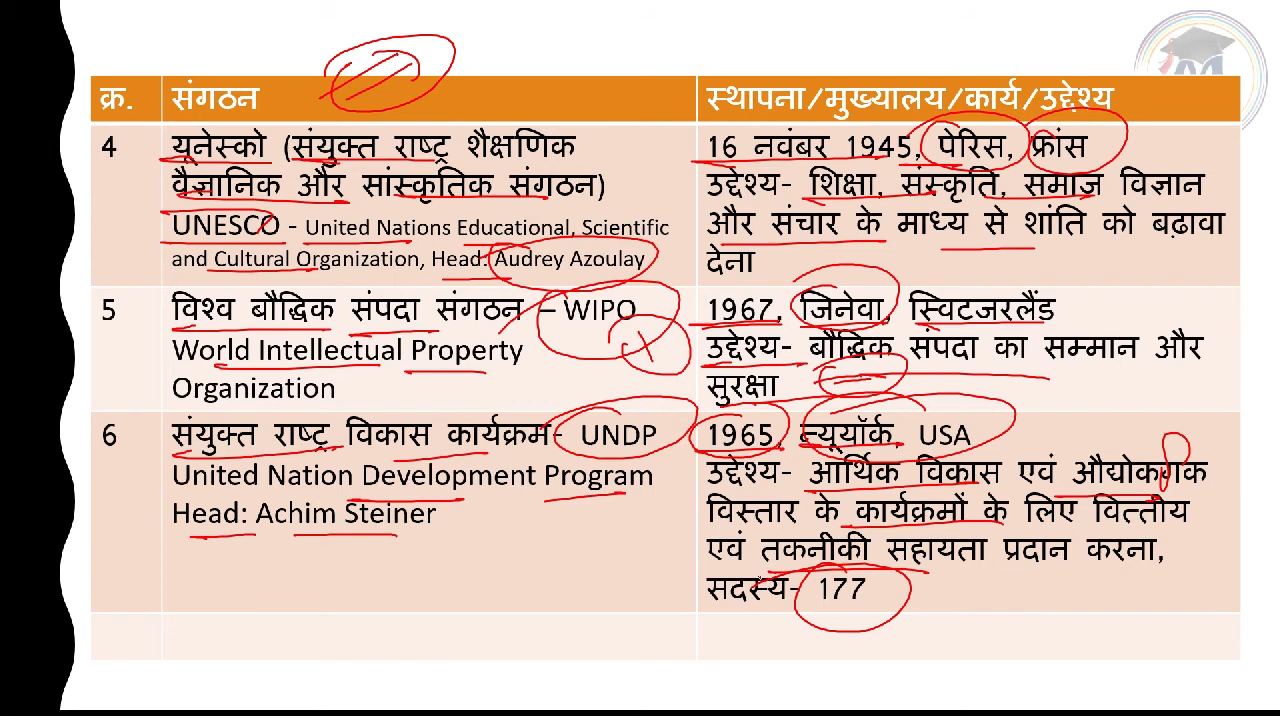 क्र. संगठन स्थापना/मुख्यालय/कार्य/उद्देश्य
4 यूनेस्को (संयुक्त राष्ट्र शैक्षणिक
वैज्ञानिक और सांस्कृतिक संगठन)
UNESCO - United Nations Educational, Scientific
and Cultural Organization, Head: Audrey Azoulay
16 नवंबर 1945, पेरिस, फ्रांस
उद्देश्य- शिक्षा, संस्कृति, समाज विज्ञान
और संचार के माध्य से शांति को बढ़ावा
देना
5 विश्व बौद्धिक संपदा संगठन – WIPO
World Intellectual Property
Organization
1967, जिनेवा, स्विटजरलैंड
उद्देश्य- बौद्धिक संपदा का सम्मान और
सुरक्षा
6 संयुक्त राष्ट्र विकास कार्यक्रम- UNDP
United Nation Development Program
Head: Achim Steiner
1965, न्यूयॉर्क, USA
उद्देश्य- आर्थिक विकास एवं औद्योकगक
विस्तार के कार्यक्रमों के लिए वित्तीय
एवं तकनीकी सहायता प्रदान करना,
सदस्य- 177